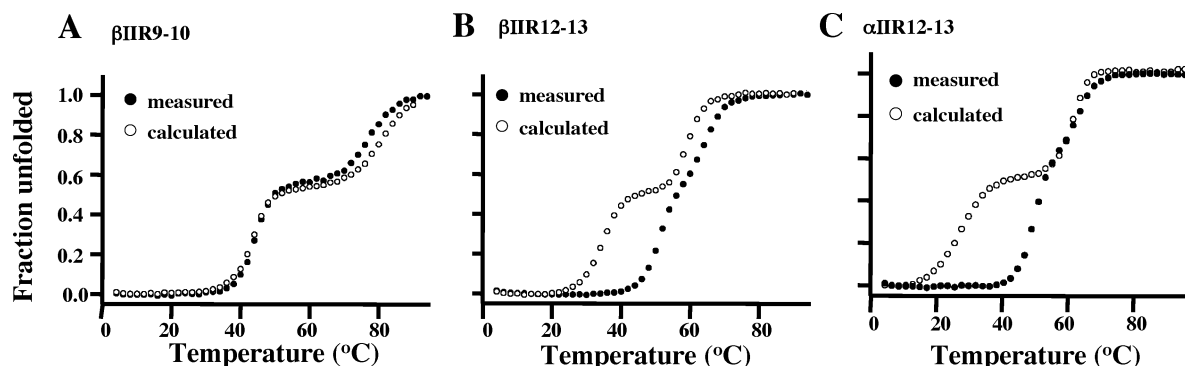 A βIIR9-10
B βIIR12-13
C αIIR12-13
measured
calculated
measured
calculated
measured
calculated
Fraction unfolded
1.0
0.8
0.6
0.4
0.2
0.0
0 20 40 60 80
0 20 40 60 80
0 20 40 60 80
Temperature (°C)
Temperature (°C)
Temperature (°C)